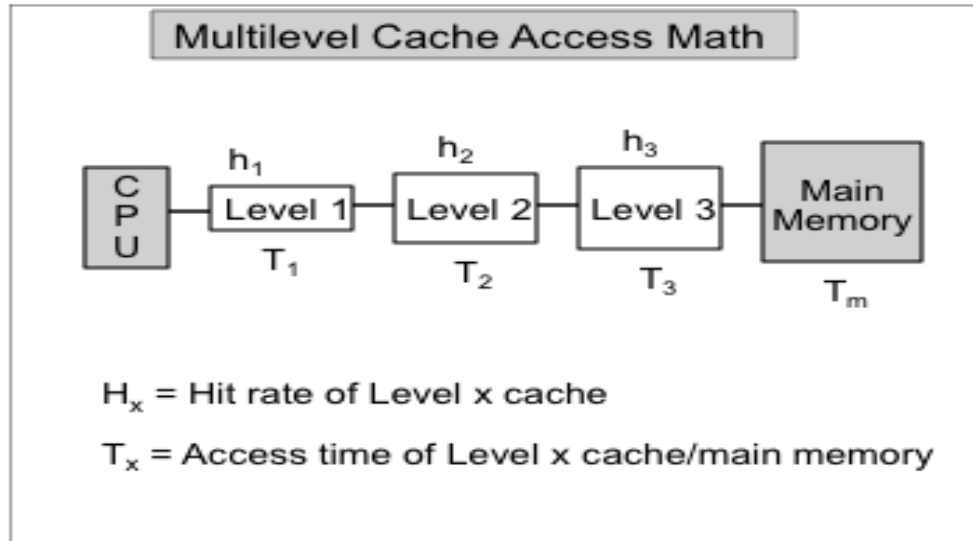 Multilevel Cache Access Math
h₁
h₂
h₃
C
P
U
Level 1
Level 2
Level 3
Main
Memory
T₁
T₂
T₃
Tₘ
Hₓ = Hit rate of Level x cache
Tₓ = Access time of Level x cache/main memory